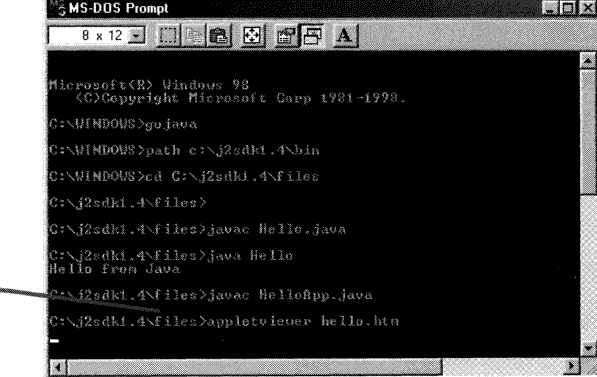 MS-DOS Prompt
8 x 12
A
Microsoft(R) Windows 98
(C)Copyright Microsoft Corp 1981-1998.
C:\WINDOWS>gojava
C:\WINDOWS>path c:\j2sdk1.4\bin
C:\WINDOWS>cd C:\j2sdk1.4\files
C:\j2sdk1.4\files>
C:\j2sdk1.4\files>javac Hello.java
C:\j2sdk1.4\files>java Hello
Hello from Java
C:\j2sdk1.4\files>javac HelloApp.java
C:\j2sdk1.4\files>appletviewer hello.htm